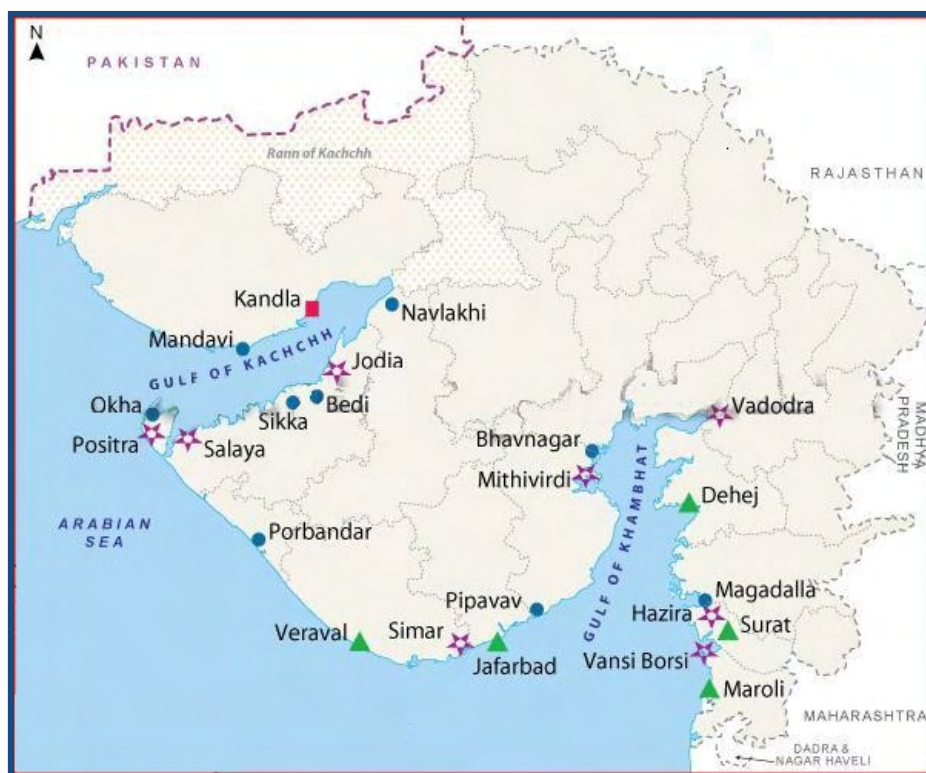 N
PAKISTAN
Rann of Kachchh
RAJASTHAN
Kandla
Navlakhi
Mandavi
GULF OF KACHCHH
Jodia
Okha
Sikka
Bedi
Vadodra
MADHYA
PRADESH
Positra
Salaya
Bhavnagar
Mithivirdi
Dehej
ARABIAN
SEA
GULF OF KHAMBHAT
Porbandar
Magadalla
Pipavav
Hazira
Surat
Veraval
Simar
Jafarbad
Vansi Borsi
Maroli
MAHARASHTRA
DADRA &
NAGAR HAVELI